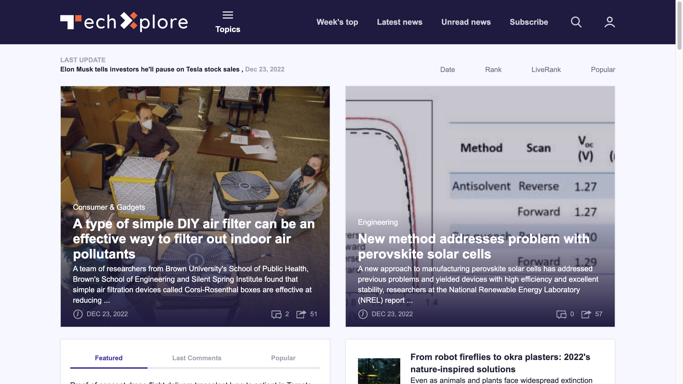 TechXplore
Topics
Week's top
Latest news
Unread news
Subscribe
LAST UPDATE
Elon Musk tells investors he'll pause on Tesla stock sales , Dec 23, 2022
Date
Rank
LiveRank
Popular
Consumer & Gadgets
A type of simple DIY air filter can be an
effective way to filter out indoor air
pollutants
A team of researchers from Brown University's School of Public Health,
Brown's School of Engineering and Silent Spring Institute found that
simple air filtration devices called Corsi-Rosenthal boxes are effective at
reducing ...
DEC 23, 2022
2
51
Method Scan VOC (V)
Antisolvent Reverse 1.27
Forward 1.27
1.29
Engineering
New method addresses problem with
perovskite solar cells
A new approach to manufacturing perovskite solar cells has addressed
previous problems and yielded devices with high efficiency and excellent
stability, researchers at the National Renewable Energy Laboratory
(NREL) report ...
DEC 23, 2022
0
57
Featured
Last Comments
Popular
From robot fireflies to okra plasters: 2022's
nature-inspired solutions
Even as animals and plants face widespread extinction